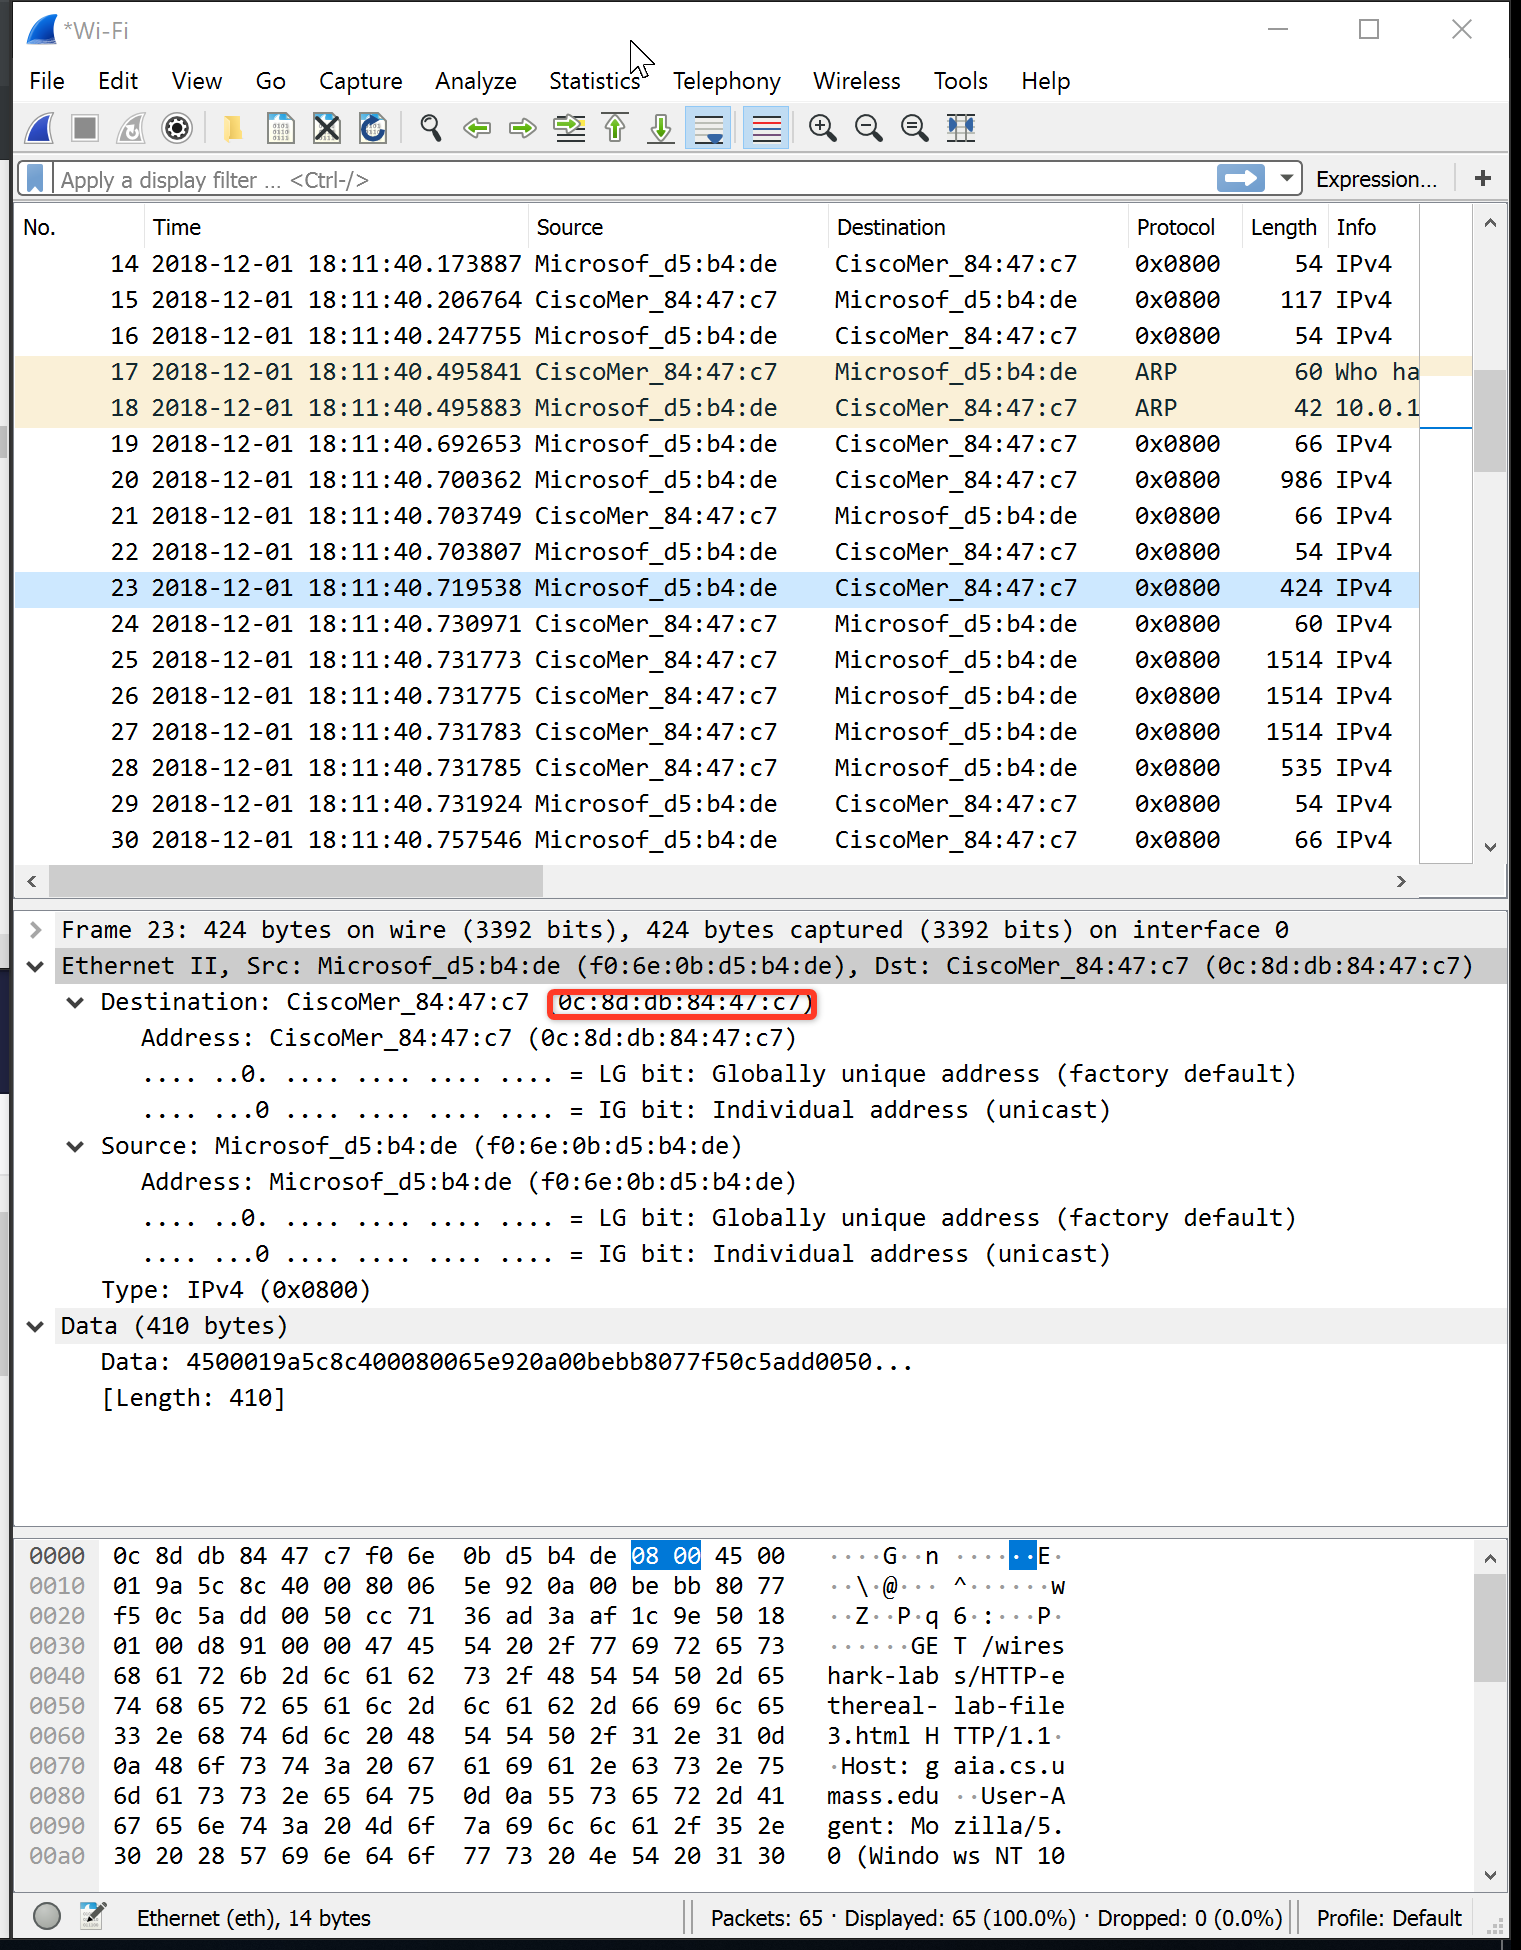 *Wi-Fi
File Edit View Go Capture Analyze Statistics Telephony Wireless Tools Help
Apply a display filter ... <Ctrl-/> Expression... +
No. Time Source Destination Protocol Length Info
14 2018-12-01 18:11:40.173887 Microsof_d5:b4:de CiscoMer_84:47:c7 0x0800 54 IPv4
15 2018-12-01 18:11:40.206764 CiscoMer_84:47:c7 Microsof_d5:b4:de 0x0800 117 IPv4
16 2018-12-01 18:11:40.247755 Microsof_d5:b4:de CiscoMer_84:47:c7 0x0800 54 IPv4
17 2018-12-01 18:11:40.495841 CiscoMer_84:47:c7 Microsof_d5:b4:de ARP 60 Who ha
18 2018-12-01 18:11:40.495883 Microsof_d5:b4:de CiscoMer_84:47:c7 ARP 42 10.0.1
19 2018-12-01 18:11:40.692653 Microsof_d5:b4:de CiscoMer_84:47:c7 0x0800 66 IPv4
20 2018-12-01 18:11:40.700362 Microsof_d5:b4:de CiscoMer_84:47:c7 0x0800 986 IPv4
21 2018-12-01 18:11:40.703749 CiscoMer_84:47:c7 Microsof_d5:b4:de 0x0800 66 IPv4
22 2018-12-01 18:11:40.703807 Microsof_d5:b4:de CiscoMer_84:47:c7 0x0800 54 IPv4
23 2018-12-01 18:11:40.719538 Microsof_d5:b4:de CiscoMer_84:47:c7 0x0800 424 IPv4
24 2018-12-01 18:11:40.730971 CiscoMer_84:47:c7 Microsof_d5:b4:de 0x0800 60 IPv4
25 2018-12-01 18:11:40.731773 CiscoMer_84:47:c7 Microsof_d5:b4:de 0x0800 1514 IPv4
26 2018-12-01 18:11:40.731775 CiscoMer_84:47:c7 Microsof_d5:b4:de 0x0800 1514 IPv4
27 2018-12-01 18:11:40.731783 CiscoMer_84:47:c7 Microsof_d5:b4:de 0x0800 1514 IPv4
28 2018-12-01 18:11:40.731785 CiscoMer_84:47:c7 Microsof_d5:b4:de 0x0800 535 IPv4
29 2018-12-01 18:11:40.731924 Microsof_d5:b4:de CiscoMer_84:47:c7 0x0800 54 IPv4
30 2018-12-01 18:11:40.757546 Microsof_d5:b4:de CiscoMer_84:47:c7 0x0800 66 IPv4
Frame 23: 424 bytes on wire (3392 bits), 424 bytes captured (3392 bits) on interface 0
Ethernet II, Src: Microsof_d5:b4:de (f0:6e:0b:d5:b4:de), Dst: CiscoMer_84:47:c7 (0c:8d:db:84:47:c7)
Destination: CiscoMer_84:47:c7 (0c:8d:db:84:47:c7)
Address: CiscoMer_84:47:c7 (0c:8d:db:84:47:c7)
.... ..0. .... .... .... .... = LG bit: Globally unique address (factory default)
.... ...0 .... .... .... .... = IG bit: Individual address (unicast)
Source: Microsof_d5:b4:de (f0:6e:0b:d5:b4:de)
Address: Microsof_d5:b4:de (f0:6e:0b:d5:b4:de)
.... ..0. .... .... .... .... = LG bit: Globally unique address (factory default)
.... ...0 .... .... .... .... = IG bit: Individual address (unicast)
Type: IPv4 (0x0800)
Data (410 bytes)
Data: 4500019a5c8c400080065e920a00bebb8077f50c5add0050...
[Length: 410]
0000 0c 8d db 84 47 c7 f0 6e 0b d5 b4 de 08 00 45 00 ····G··n ······E·
0010 01 9a 5c 8c 40 00 80 06 5e 92 0a 00 be bb 80 77 ··\·@··· ^······w
0020 f5 0c 5a dd 00 50 cc 71 36 ad 3a af 1c 9e 50 18 ··Z··P·q 6·:···P·
0030 01 00 d8 91 00 00 47 45 54 20 2f 77 69 72 65 73 ······GE T /wires
0040 68 61 72 6b 2d 6c 61 62 73 2f 48 54 54 50 2d 65 hark-lab s/HTTP-e
0050 74 68 65 72 65 61 6c 2d 6c 61 62 2d 66 69 6c 65 thereal- lab-file
0060 33 2e 68 74 6d 6c 20 48 54 54 50 2f 31 2e 31 0d 3.html H TTP/1.1·
0070 0a 48 6f 73 74 3a 20 67 61 69 61 2e 63 73 2e 75 ·Host: g aia.cs.u
0080 6d 61 73 73 2e 65 64 75 0d 0a 55 73 65 72 2d 41 mass.edu ··User-A
0090 67 65 6e 74 3a 20 4d 6f 7a 69 6c 6c 61 2f 35 2e gent: Mo zilla/5.
00a0 30 20 28 57 69 6e 64 6f 77 73 20 4e 54 20 31 30 0 (Windo ws NT 10
Ethernet (eth), 14 bytes Packets: 65 · Displayed: 65 (100.0%) · Dropped: 0 (0.0%) Profile: Default